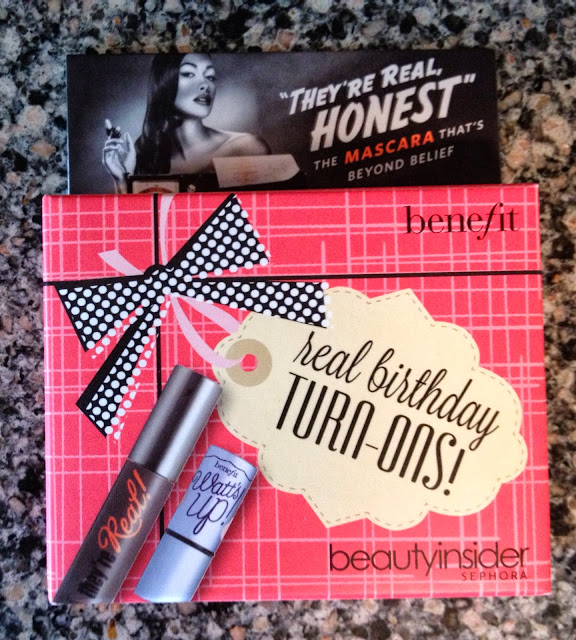 "THEY'RE REAL,
HONEST"
THE MASCARA THAT'S
BEYOND BELIEF
benefit
real birthday
TURN-ONS!
they're Real!
benefit
Watt's
up!
beautyinsider
SEPHORA